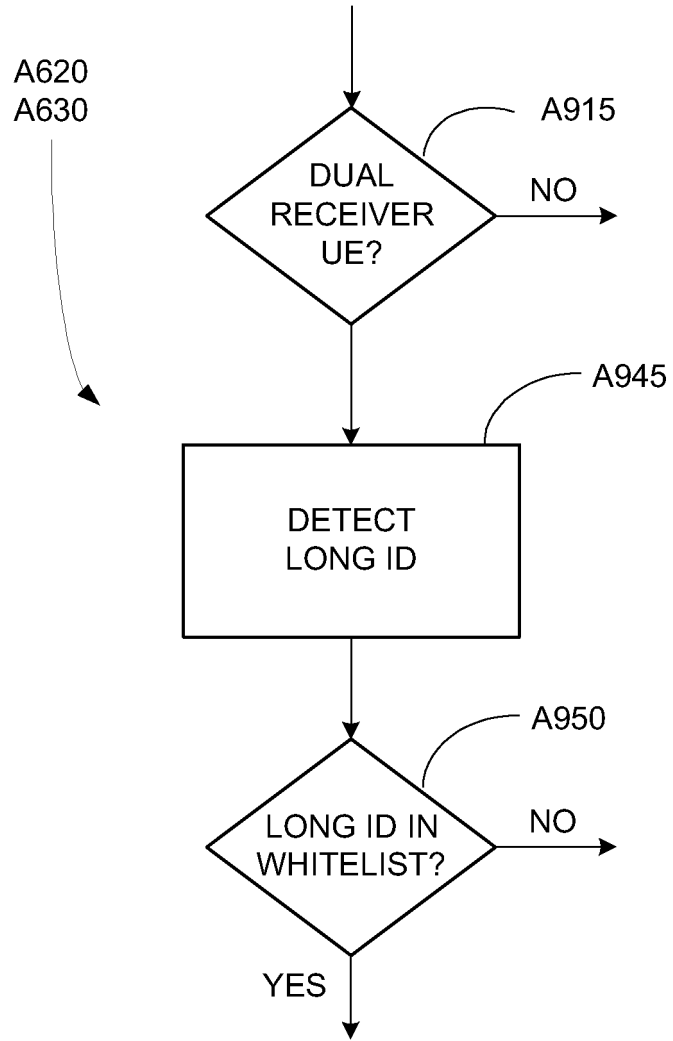 A620
A630
A915
DUAL
RECEIVER
UE?
NO
A945
DETECT
LONG ID
A950
LONG ID IN
WHITELIST?
NO
YES